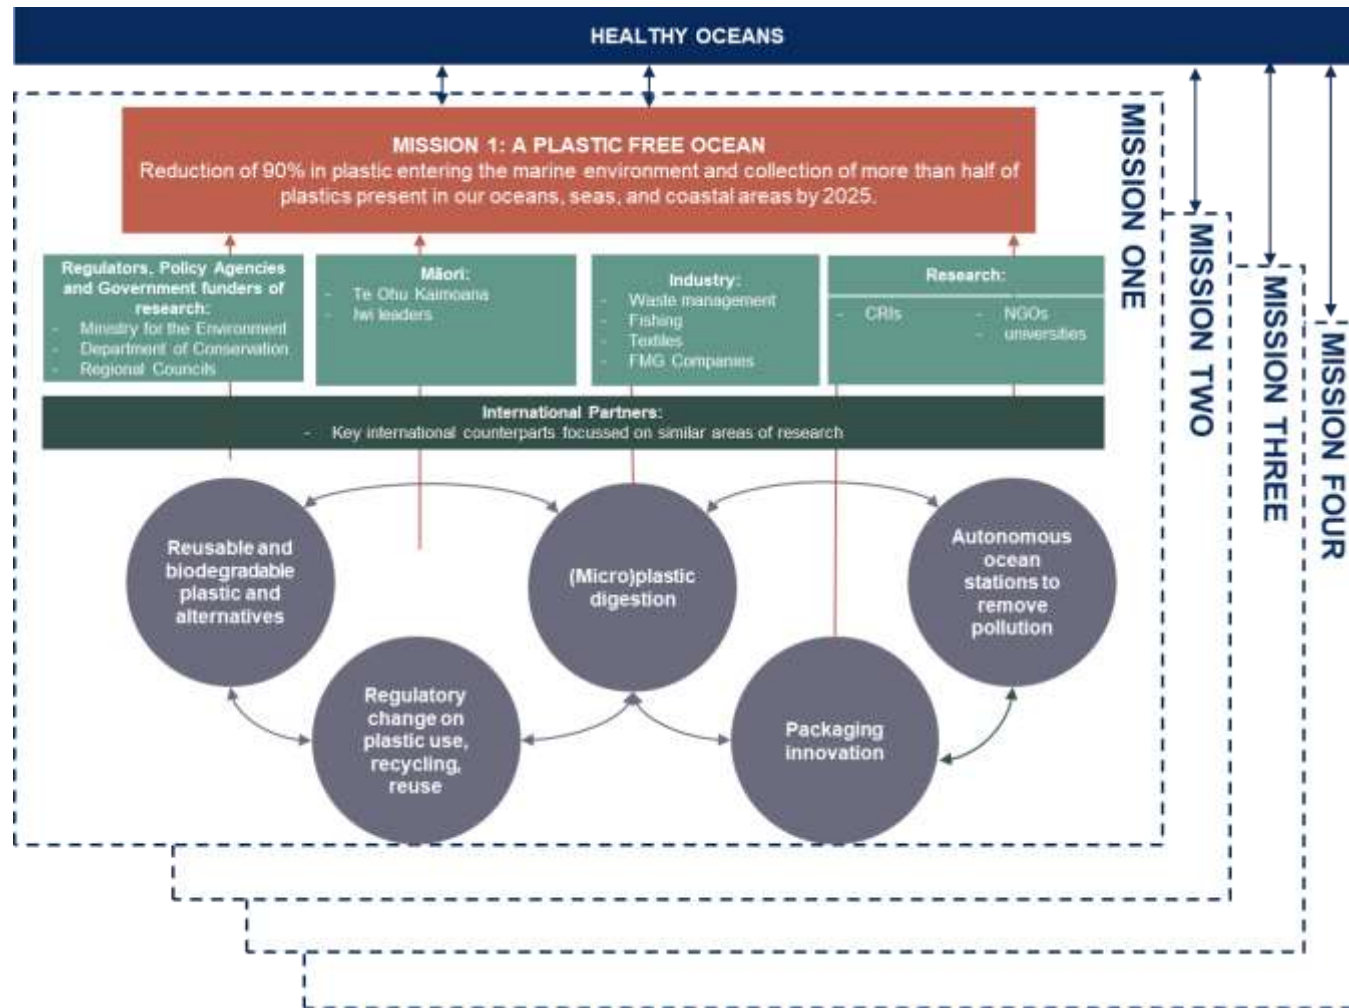 HEALTHY OCEANS
MISSION 1: A PLASTIC FREE OCEAN
Reduction of 90% in plastic entering the marine environment and collection of more than half of
plastics present in our oceans, seas, and coastal areas by 2025.
Regulators, Policy Agencies
and Government funders of
research:
- Ministry for the Environment
- Department of Conservation
- Regional Councils
Māori:
- Te Ohu Kaimoana
- Iwi leaders
Industry:
- Waste management
- Fishing
- Textiles
- FMG Companies
Research:
- CRIs
- NGOs
- universities
International Partners:
- Key international counterparts focussed on similar areas of research
Reusable and
biodegradable
plastic and
alternatives
(Micro)plastic
digestion
Autonomous
ocean
stations to
remove
pollution
Regulatory
change on
plastic use,
recycling,
reuse
Packaging
innovation
MISSION ONE
MISSION TWO
MISSION THREE
MISSION FOUR